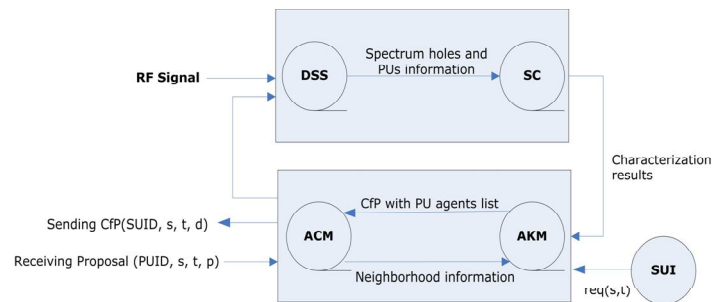 Spectrum holes and
PUs information
RF Signal
DSS
SC
Characterization
results
CfP with PU agents list
Sending CfP(SUID, s, t, d)
ACM
AKM
Receiving Proposal (PUID, s, t, p)
Neighborhood information
SUI
req(s,t)